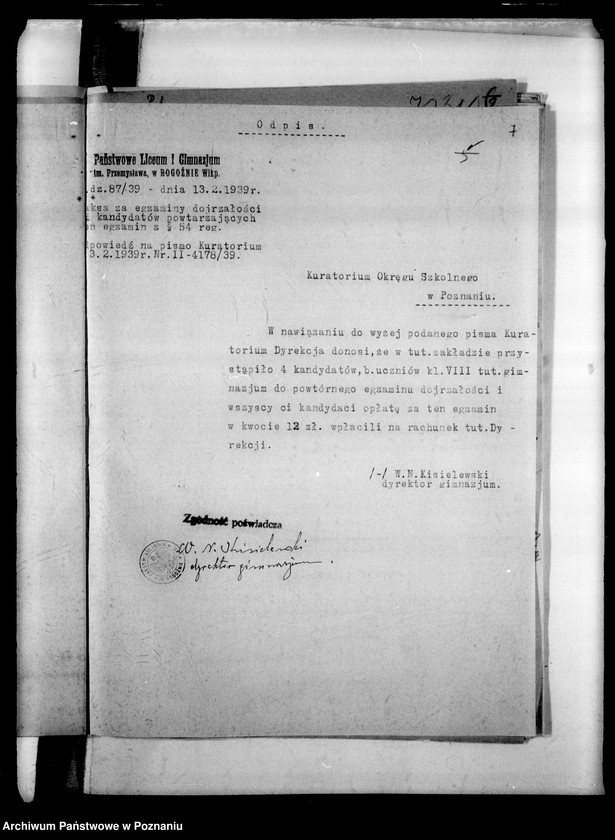 O d p i s .
7
5
Państwowe Liceum i Gimnazjum
im. Przemysława, w ROGOŹNIE Wlkp.
dz.87/39 - dnia 13.2.1939r.
aksa za egzaminy dojrzałości
kandydatów powtarzających
en egzamin z § 54 reg.
powiedź na pismo Kuratorium
3.2.1939r.Nr.II-4178/39.
Kuratorium Okręgu Szkolnego
w Poznaniu.
W nawiązaniu do wyżej podanego pisma Kura-
torium Dyrekcja donosi,że w tut.zakładzie przy-
stąpiło 4 kandydatów,b.uczniów kl.VIII tut.gim-
nazjum do powtórnego egzaminu dojrzałości i
wszyscy ci kandydaci opłatę za ten egzamin
w kwocie 12 zł. wpłacili na rachunek tut.Dy -
rekcji.
/-/ W.N.Kisielewski
dyrektor gimnazjum.
Zgodność poświadcza
W. N. Kisielewski
dyrektor gimnazjum.
Archiwum Państwowe w Poznaniu